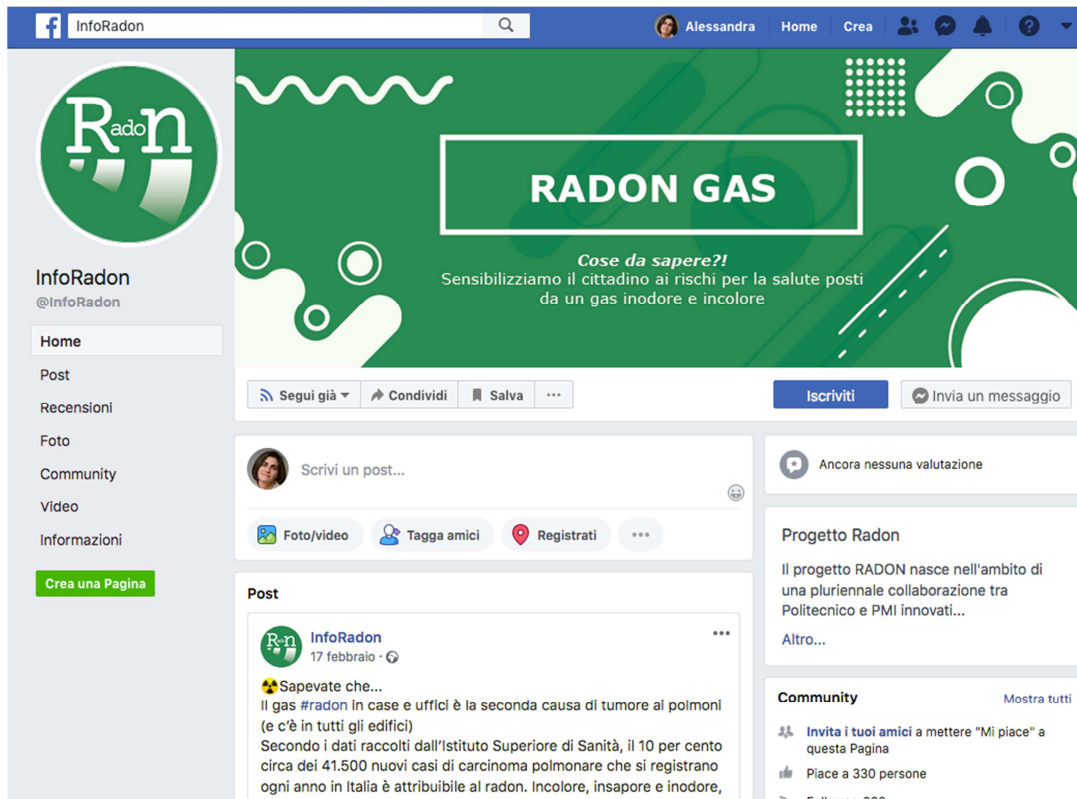 InfoRadon
Alessandra Home Crea
Radon
RADON GAS
Cose da sapere?!
Sensibilizziamo il cittadino ai rischi per la salute posti
da un gas inodore e incolore
InfoRadon
@InfoRadon
Home
Post
Recensioni
Foto
Community
Video
Informazioni
Crea una Pagina
Segui già Condividi Salva ...
Iscriviti Invia un messaggio
Scrivi un post...
Foto/video Tagga amici Registrati ...
Post
Radon
InfoRadon
17 febbraio ·
Sapevate che...
Il gas #radon in case e uffici è la seconda causa di tumore ai polmoni
(e c'è in tutti gli edifici)
Secondo i dati raccolti dall'Istituto Superiore di Sanità, il 10 per cento
circa dei 41.500 nuovi casi di carcinoma polmonare che si registrano
ogni anno in Italia è attribuibile al radon. Incolore, insapore e inodore,
Ancora nessuna valutazione
Progetto Radon
Il progetto RADON nasce nell'ambito di
una pluriennale collaborazione tra
Politecnico e PMI innovati...
Altro...
Community Mostra tutti
Invita i tuoi amici a mettere "Mi piace" a
questa Pagina
Piace a 330 persone